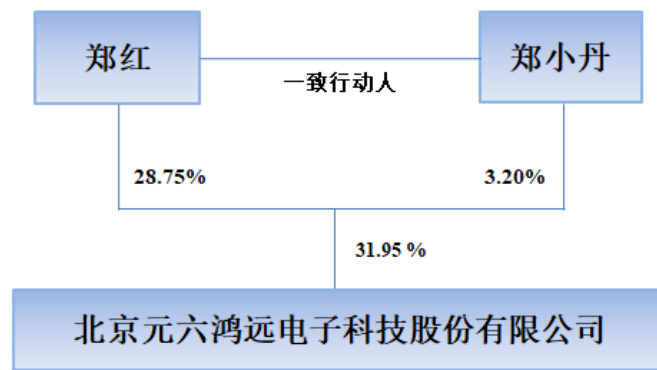 郑红
郑小丹
一致行动人
28.75%
3.20%
31.95 %
北京元六鸿远电子科技股份有限公司